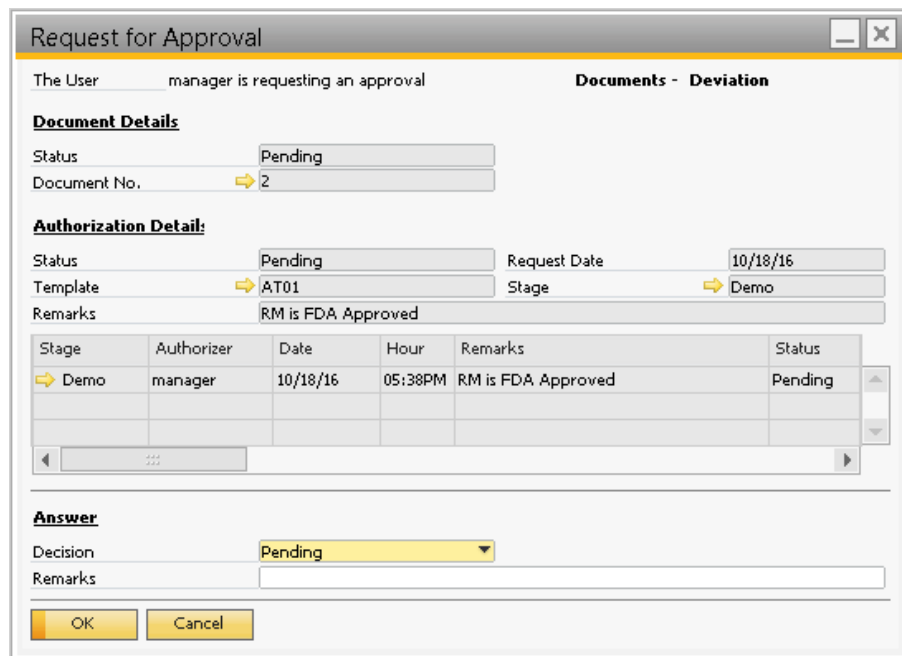 Request for Approval
The User manager is requesting an approval Documents - Deviation
Document Details
Status Pending
Document No. 2
Authorization Details
Status Pending Request Date 10/18/16
Template AT01 Stage Demo
Remarks RM is FDA Approved
Stage Authorizer Date Hour Remarks Status
Demo manager 10/18/16 05:38PM RM is FDA Approved Pending
Answer
Decision Pending
Remarks
OK Cancel